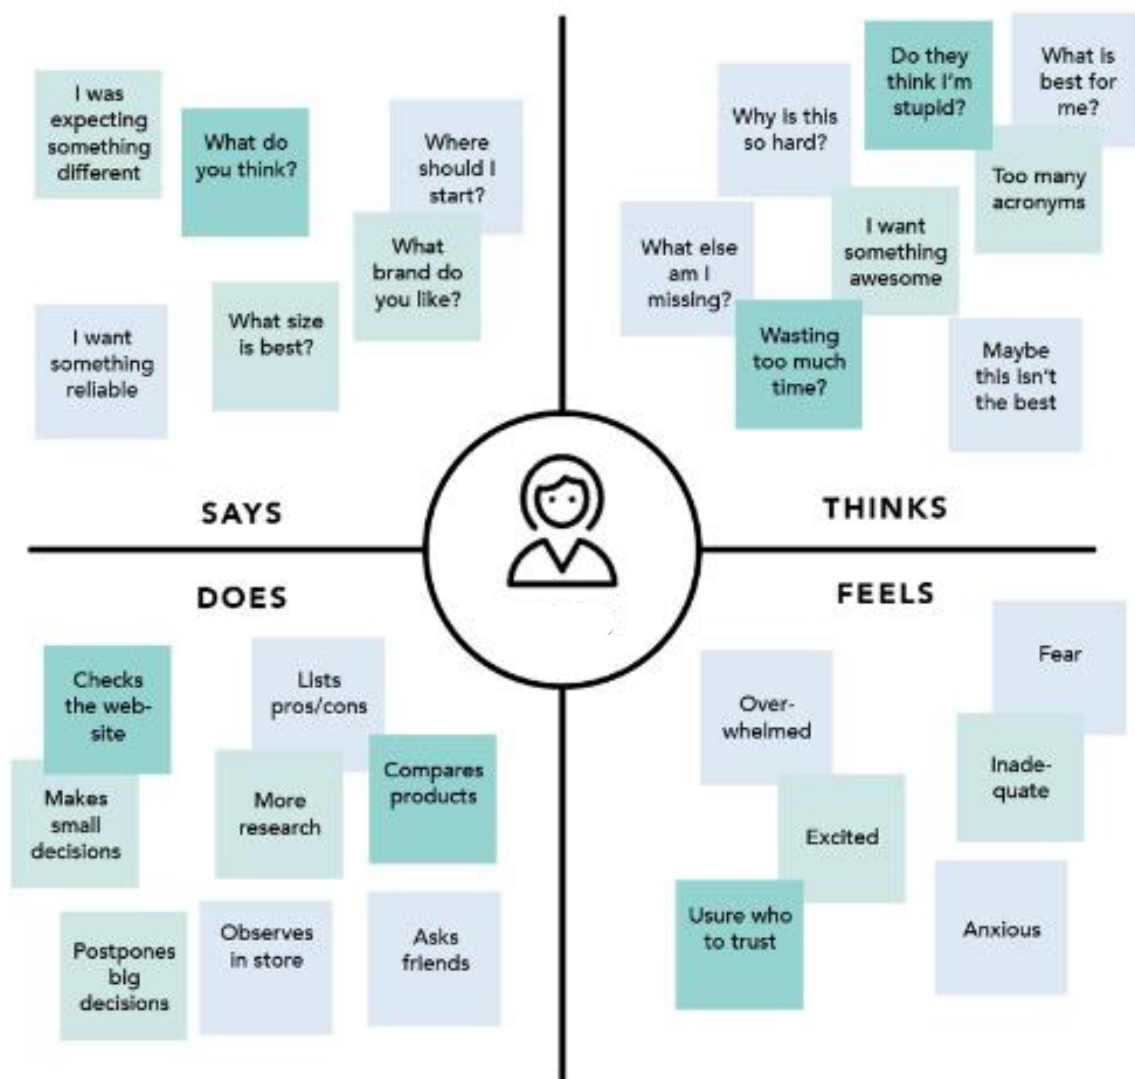 I was
expecting
something
different
What do
you think?
Where
should I
start?
What
brand do
you like?
What size
is best?
I want
something
reliable
SAYS
Do they
think I'm
stupid?
What is
best for
me?
Why is this
so hard?
Too many
acronyms
I want
something
awesome
What else
am I
missing?
Wasting
too much
time?
Maybe
this isn't
the best
THINKS
DOES
Checks
the web-
site
Lists
pros/cons
Compares
products
Makes
small
decisions
More
research
Postpones
big
decisions
Observes
in store
Asks
friends
FEELS
Fear
Over-
whelmed
Inade-
quate
Excited
Usure who
to trust
Anxious